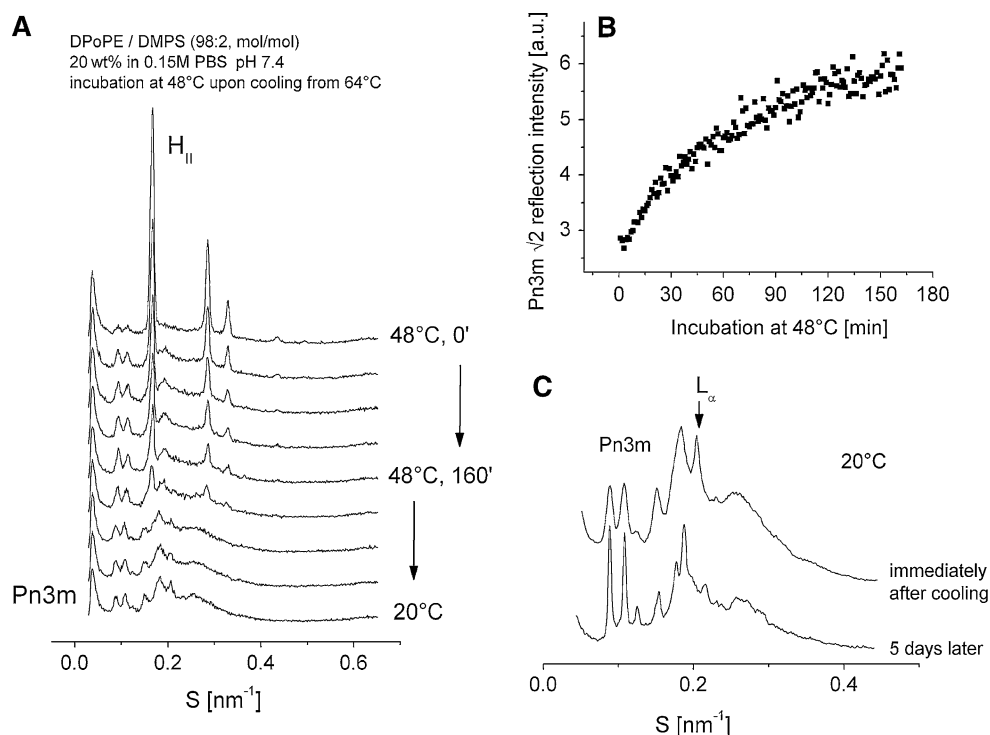 A
DPoPE / DMPS (98:2, mol/mol)
20 wt% in 0.15M PBS pH 7.4
incubation at 48°C upon cooling from 64°C
H_II
48°C, 0'
48°C, 160'
Pn3m
20°C
0.0 0.2 0.4 0.6
S [nm⁻¹]
B
Pn3m √2 reflection intensity [a.u.]
6
5
4
3
0 30 60 90 120 150 180
Incubation at 48°C [min]
C
L_α
Pn3m
20°C
immediately
after cooling
5 days later
0.0 0.2 0.4
S [nm⁻¹]